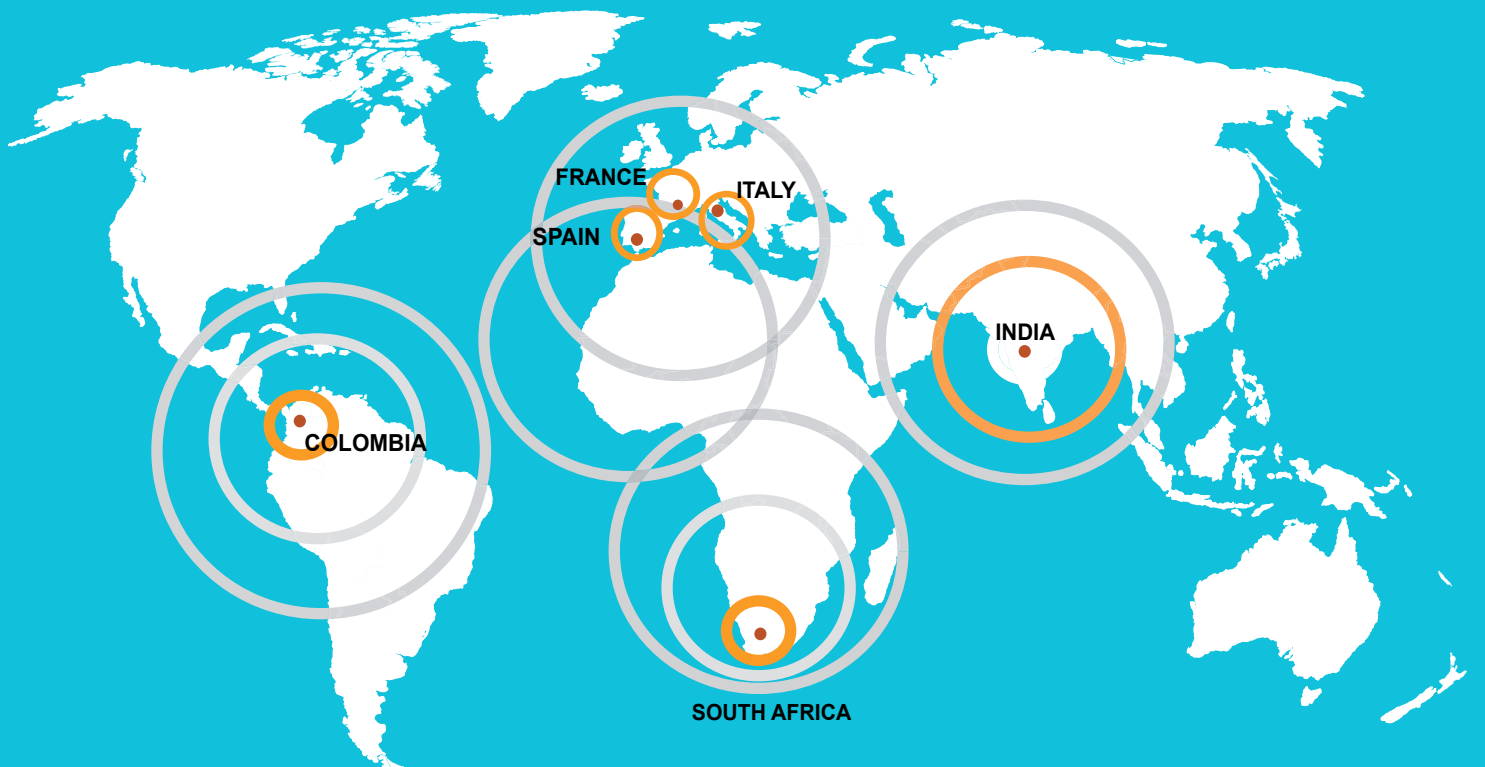 FRANCE
ITALY
SPAIN
INDIA
COLOMBIA
SOUTH AFRICA